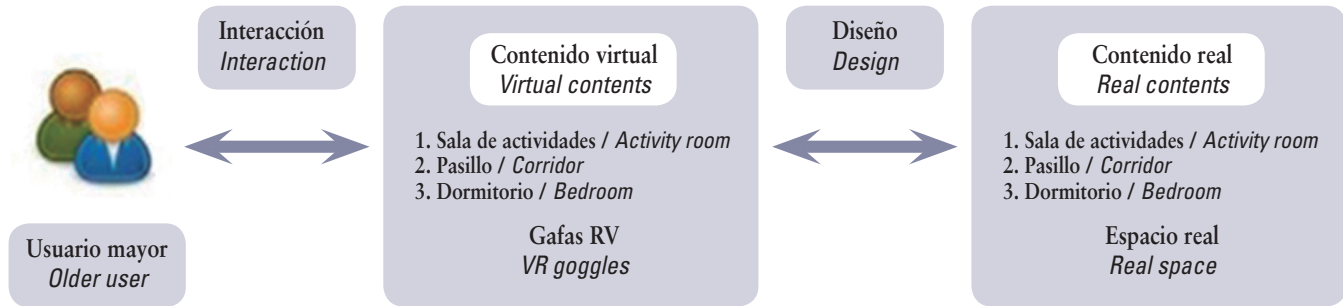 Interacción
Interaction
Usuario mayor
Older user
Contenido virtual
Virtual contents
1. Sala de actividades / Activity room
2. Pasillo / Corridor
3. Dormitorio / Bedroom
Gafas RV
VR goggles
Diseño
Design
Contenido real
Real contents
1. Sala de actividades / Activity room
2. Pasillo / Corridor
3. Dormitorio / Bedroom
Espacio real
Real space